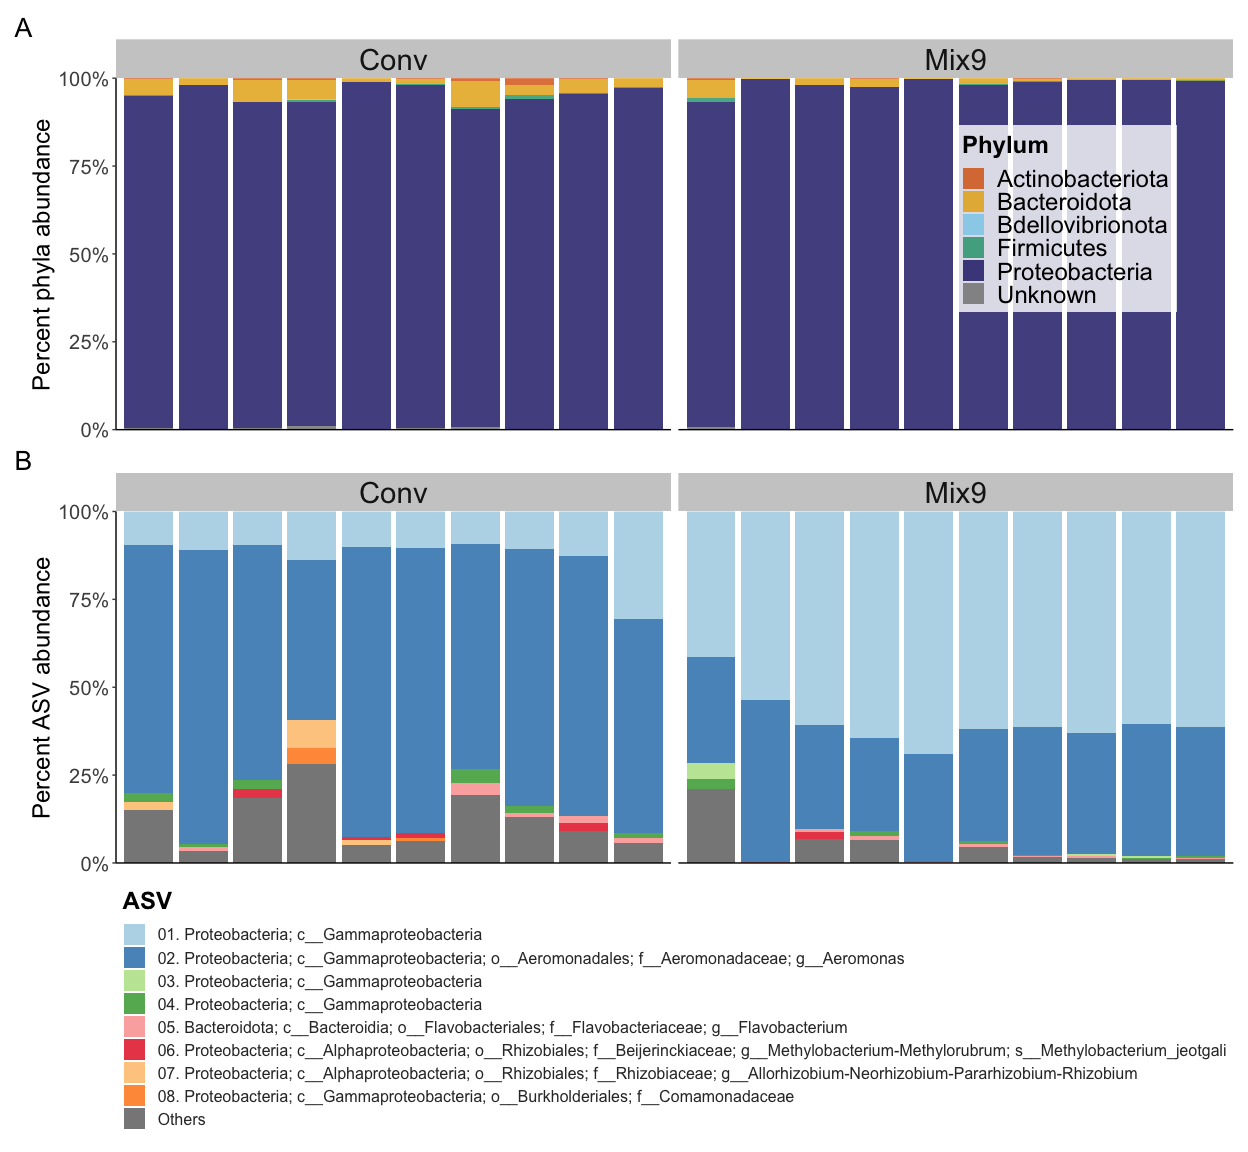 A
Conv
Mix9
Percent phyla abundance
100%
75%
50%
25%
0%
Phylum
Actinobacteriota
Bacteroidota
Bdellovibrionota
Firmicutes
Proteobacteria
Unknown
B
Conv
Mix9
Percent ASV abundance
100%
75%
50%
25%
0%
ASV
01. Proteobacteria; c__Gammaproteobacteria
02. Proteobacteria; c__Gammaproteobacteria; o__Aeromonadales; f__Aeromonadaceae; g__Aeromonas
03. Proteobacteria; c__Gammaproteobacteria
04. Proteobacteria; c__Gammaproteobacteria
05. Bacteroidota; c__Bacteroidia; o__Flavobacteriales; f__Flavobacteriaceae; g__Flavobacterium
06. Proteobacteria; c__Alphaproteobacteria; o__Rhizobiales; f__Beijerinckiaceae; g__Methylobacterium-Methylorubrum; s__Methylobacterium_jeotgali
07. Proteobacteria; c__Alphaproteobacteria; o__Rhizobiales; f__Rhizobiaceae; g__Allorhizobium-Neorhizobium-Pararhizobium-Rhizobium
08. Proteobacteria; c__Gammaproteobacteria; o__Burkholderiales; f__Comamonadaceae
Others